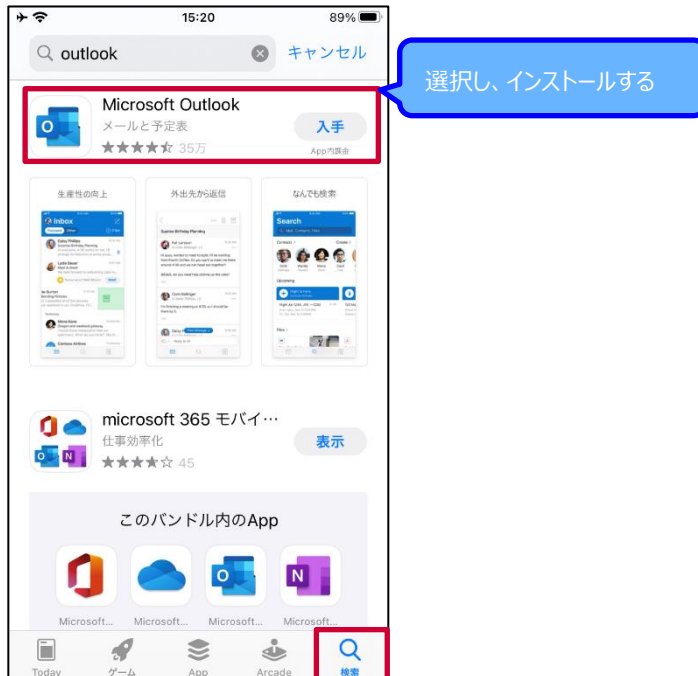 15:20
89%
outlook
キャンセル
選択し、インストールする
Microsoft Outlook
メールと予定表
入手
35万
App内課金
生産性の向上
外出先から返信
なんでも検索
Inbox
Search
Upcoming
microsoft 365 モバイ…
仕事効率化
表示
45
このバンドル内のApp
Microsoft...
Microsoft...
Microsoft...
Microsoft...
Today
ゲーム
App
Arcade
検索